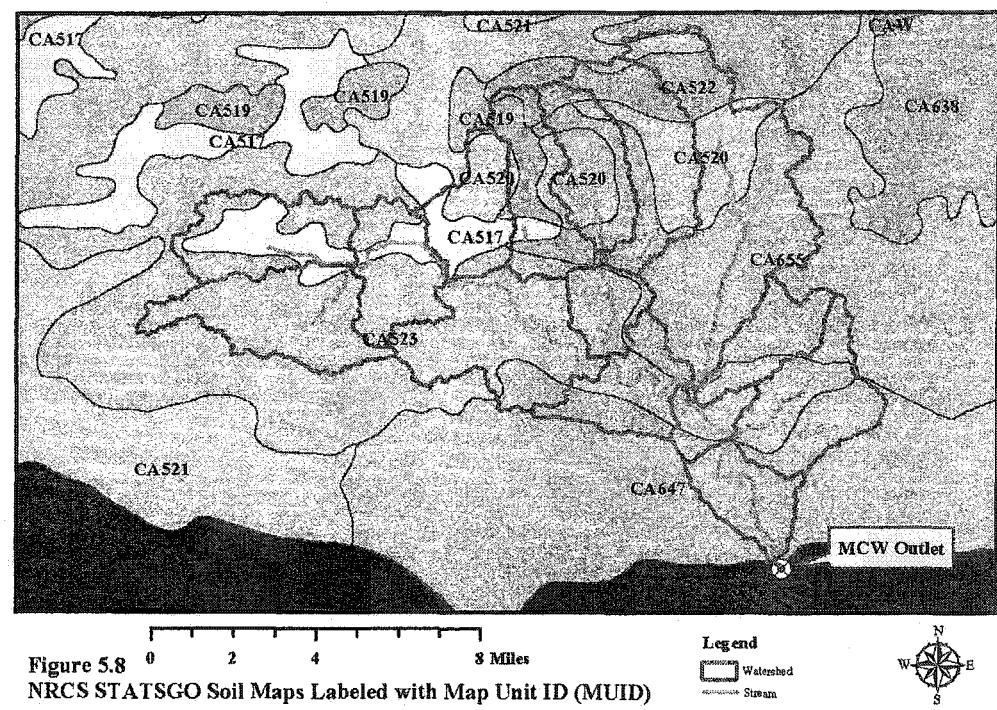 CA517
CA521
CAW
CA519
CA519
CA522
CA638
CA519
CA517
CA520
CA520
CA520
CA517
CA655
CA523
CA521
CA647
MCW Outlet
Figure 5.8
0 2 4 8 Miles
NRCS STATSGO Soil Maps Labeled with Map Unit ID (MUID)
Legend
Watershed
Stream
N
W
E
S